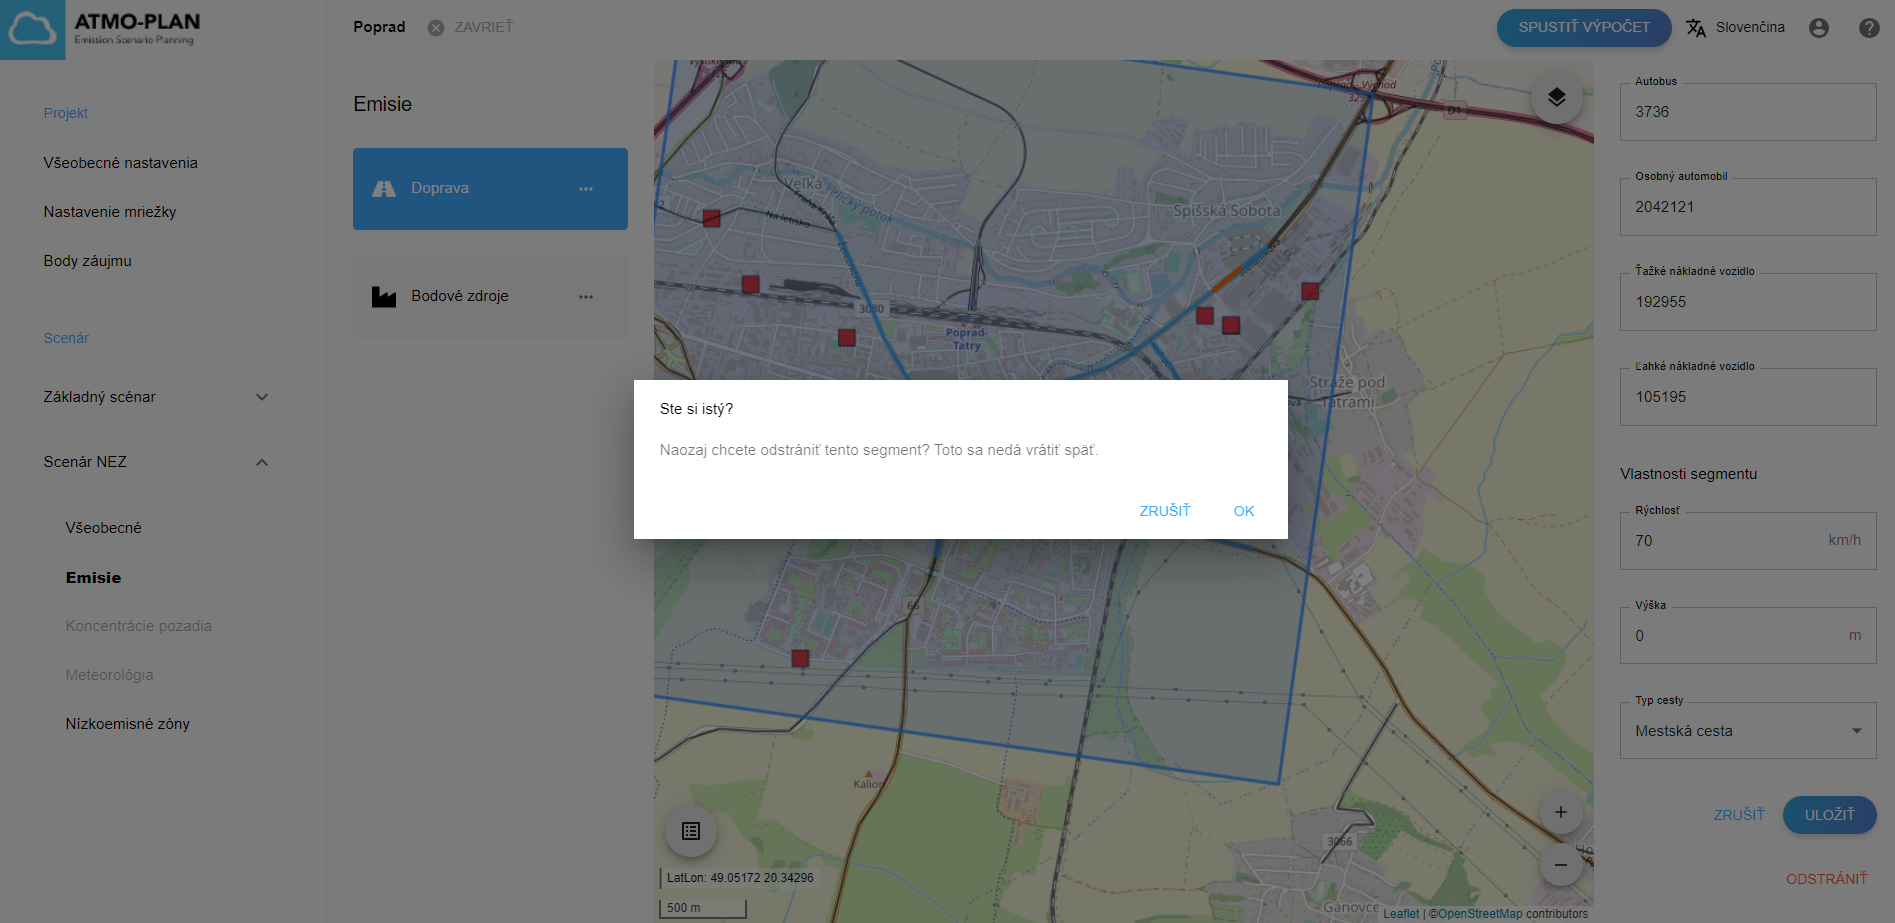 ATMO-PLAN
Emission Scenario Planning
Poprad
ZAVRIEŤ
SPUSTIŤ VÝPOČET
Slovenčina
Projekt
Všeobecné nastavenia
Nastavenie mriežky
Body záujmu
Scenár
Základný scénar
Scenár NEZ
Všeobecné
Emisie
Koncentrácie pozadia
Meteorológia
Nízkoemisné zóny
Emisie
Doprava
Bodové zdroje
Poprad-Východ
D1
Veľká
Velický potok
Na letisko
Spišská Sobota
3080
Poprad-
Tatry
Stráže pod
Tatrami
66
Kalion
3066
Gánovce
LatLon: 49.05172 20.34296
500 m
Leaflet | ©OpenStreetMap contributors
Ste si istý?
Naozaj chcete odstrániť tento segment? Toto sa nedá vrátiť späť.
ZRUŠIŤ
OK
Autobus
3736
Osobný automobil
2042121
Ťažké nákladné vozidlo
192955
Ľahké nákladné vozidlo
105195
Vlastnosti segmentu
Rýchlosť
70 km/h
Výška
0 m
Typ cesty
Mestská cesta
ZRUŠIŤ
ULOŽIŤ
ODSTRÁNIŤ